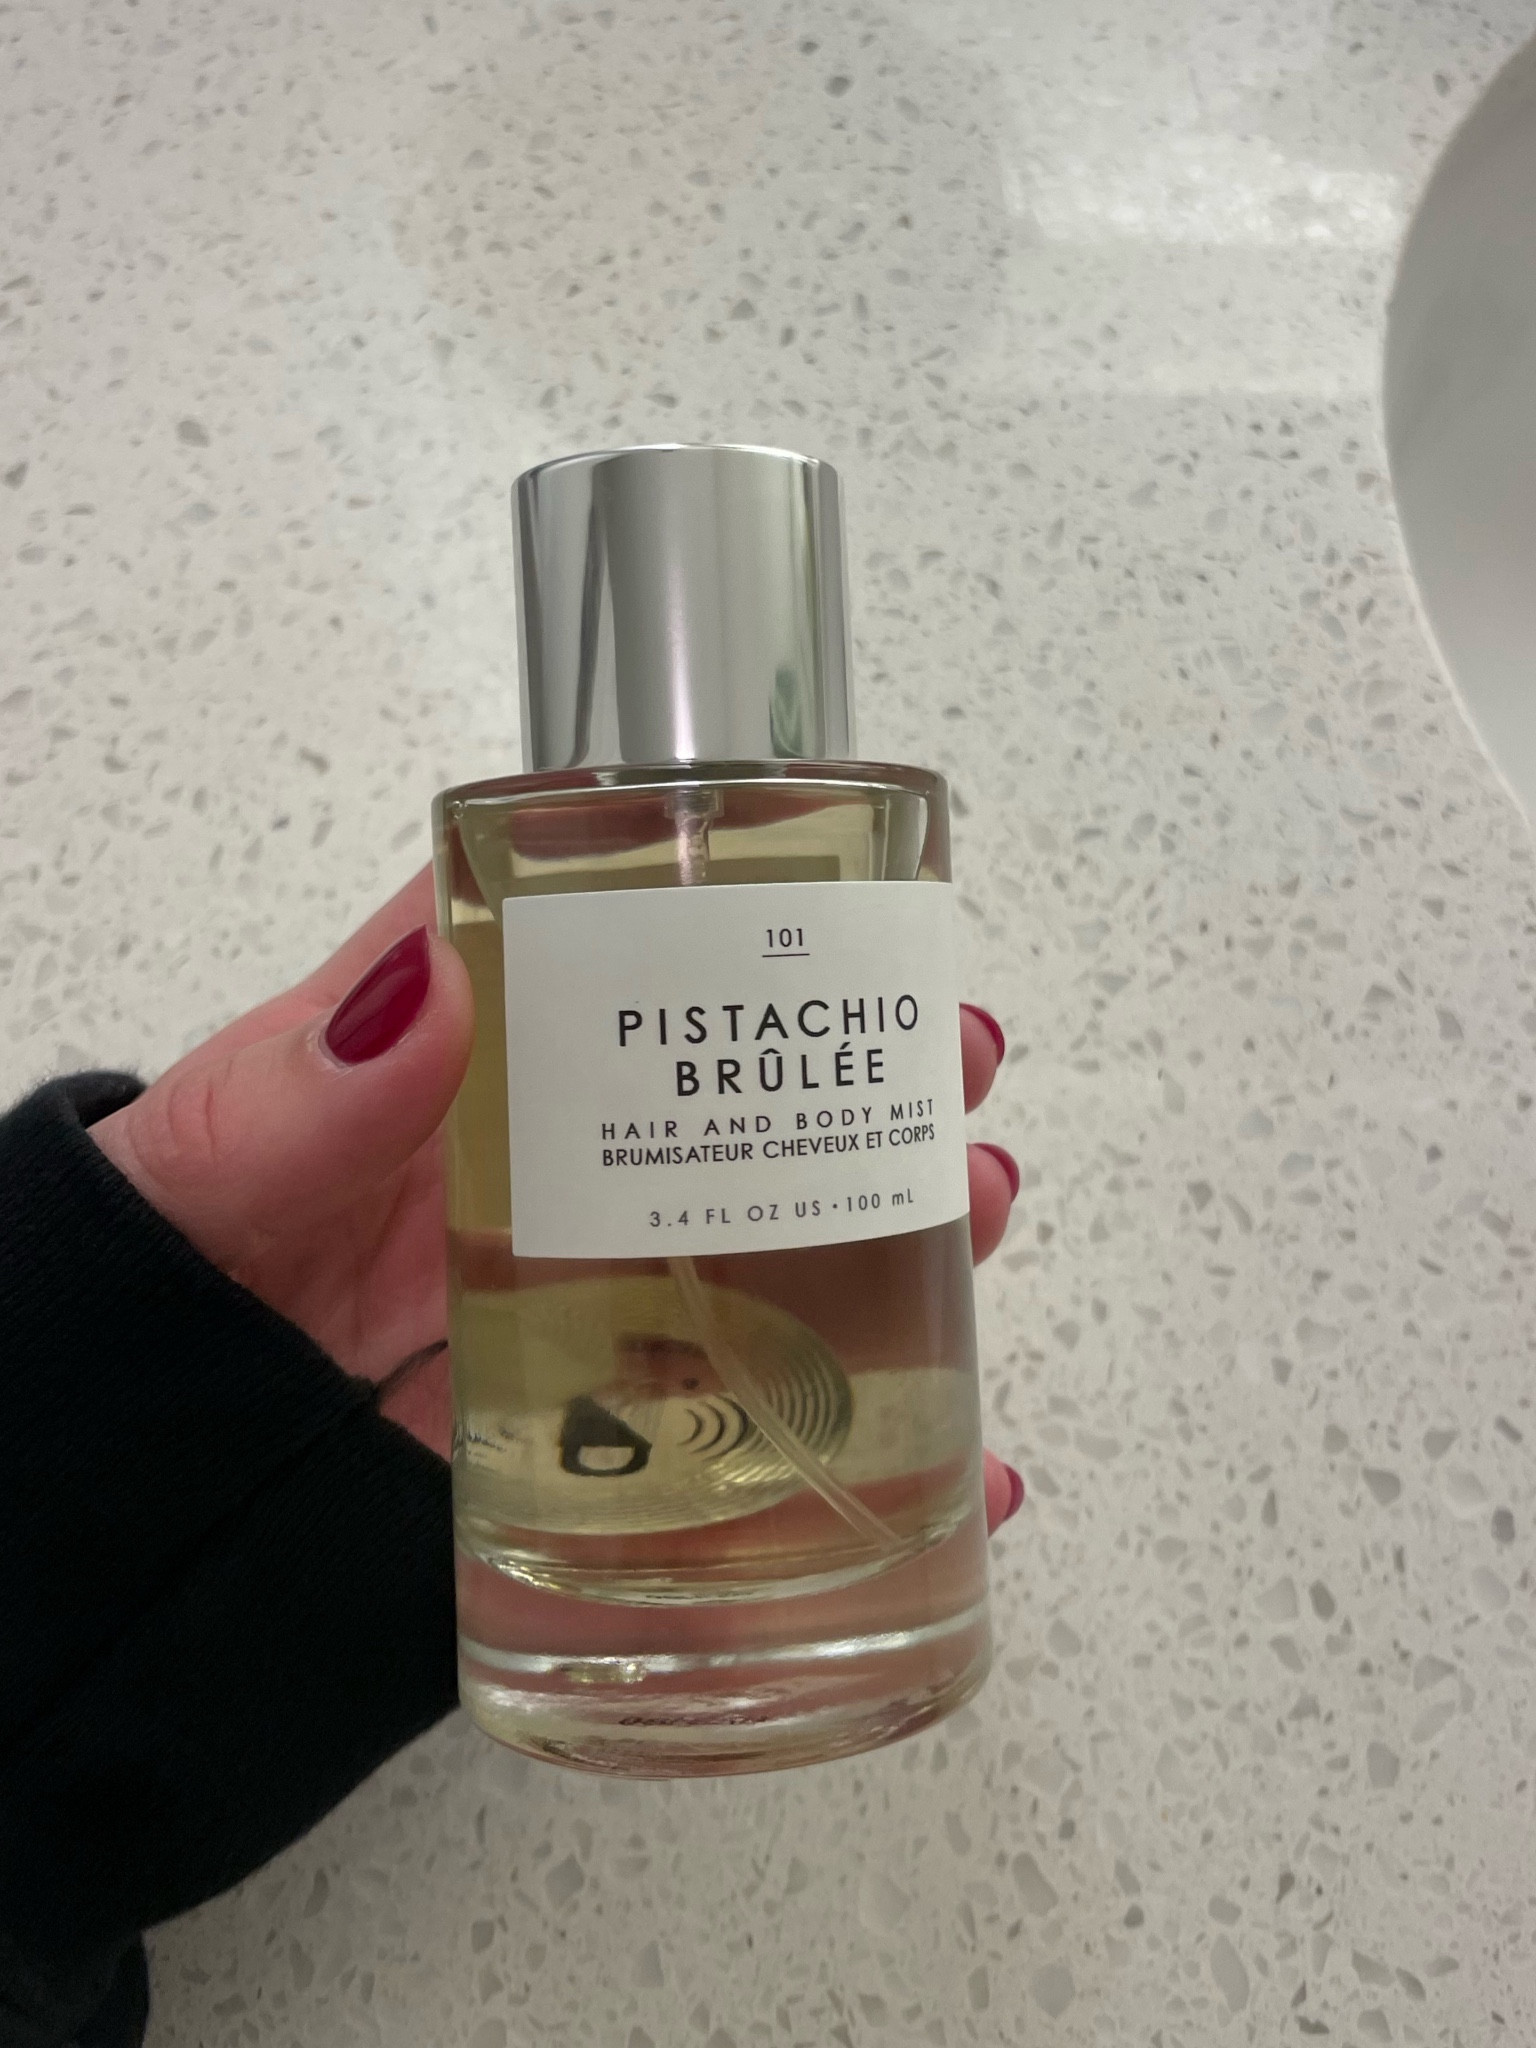 101
PISTACHIO
BRÛLÉE
HAIR AND BODY MIST
BRUMISATEUR CHEVEUX ET CORPS
3.4 FL OZ US • 100 mL